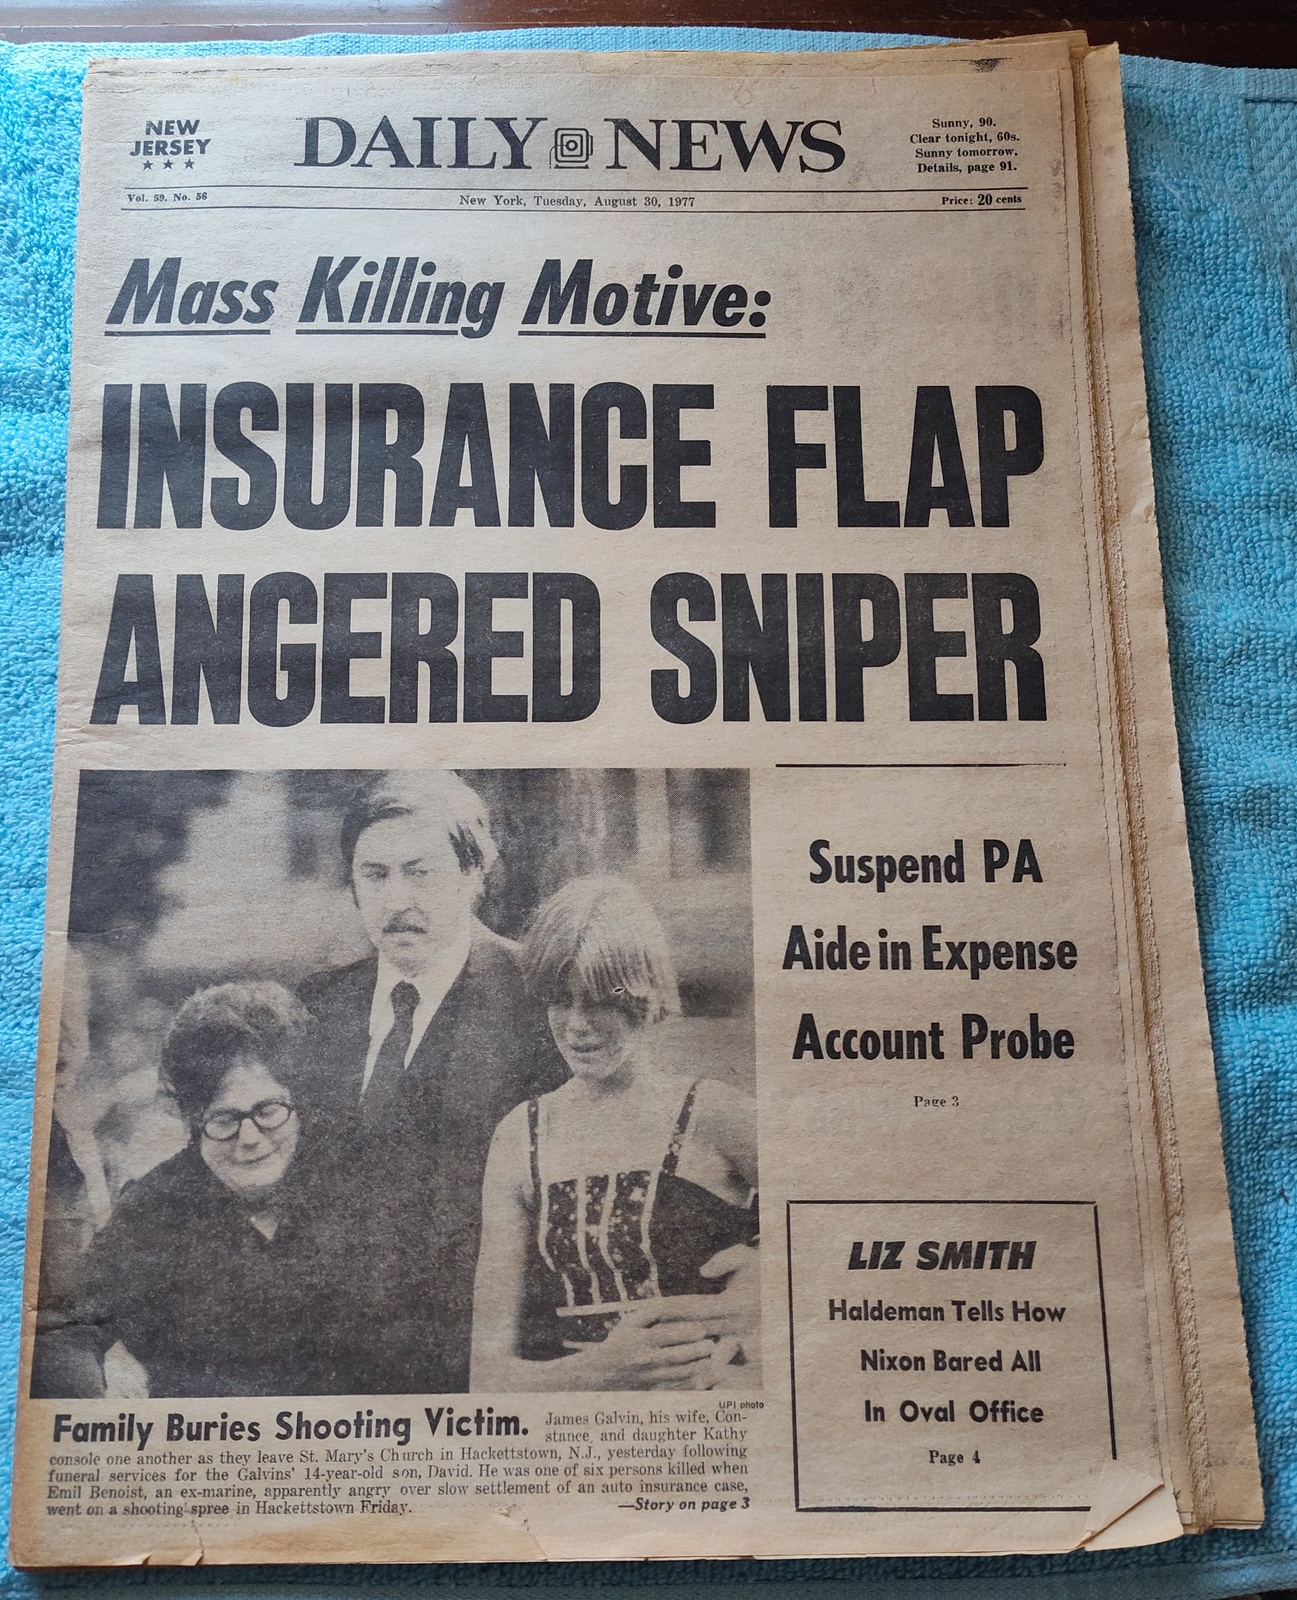 NEW
JERSEY
★ ★ ★
DAILY NEWS
Sunny, 90.
Clear tonight, 60s.
Sunny tomorrow.
Details, page 91.
Vol. 59. No. 56
New York, Tuesday, August 30, 1977
Price: 20 cents
Mass Killing Motive:
INSURANCE FLAP
ANGERED SNIPER
Suspend PA
Aide in Expense
Account Probe
Page 3
LIZ SMITH
Haldeman Tells How
Nixon Bared All
In Oval Office
Page 4
UPI photo
Family Buries Shooting Victim. James Galvin, his wife, Con-
stance, and daughter Kathy
console one another as they leave St. Mary's Church in Hackettstown, N.J., yesterday following
funeral services for the Galvins' 14-year-old son, David. He was one of six persons killed when
Emil Benoist, an ex-marine, apparently angry over slow settlement of an auto insurance case,
went on a shooting spree in Hackettstown Friday. —Story on page 3